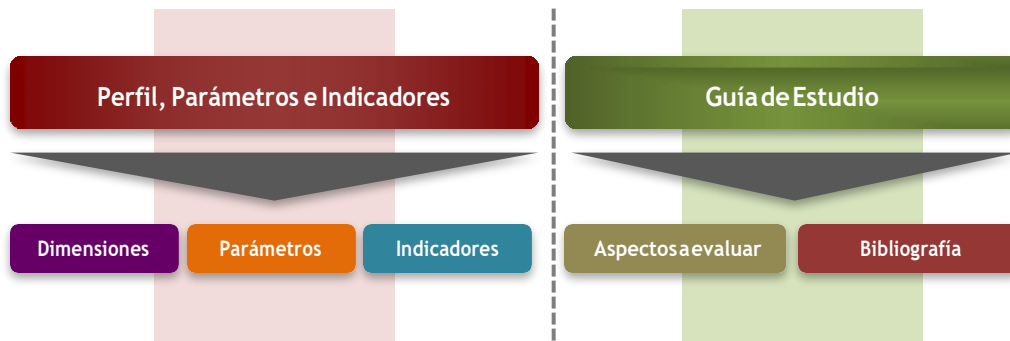 Perfil, Parámetros e Indicadores
Guía de Estudio
Dimensiones
Parámetros
Indicadores
Aspectos a evaluar
Bibliografía